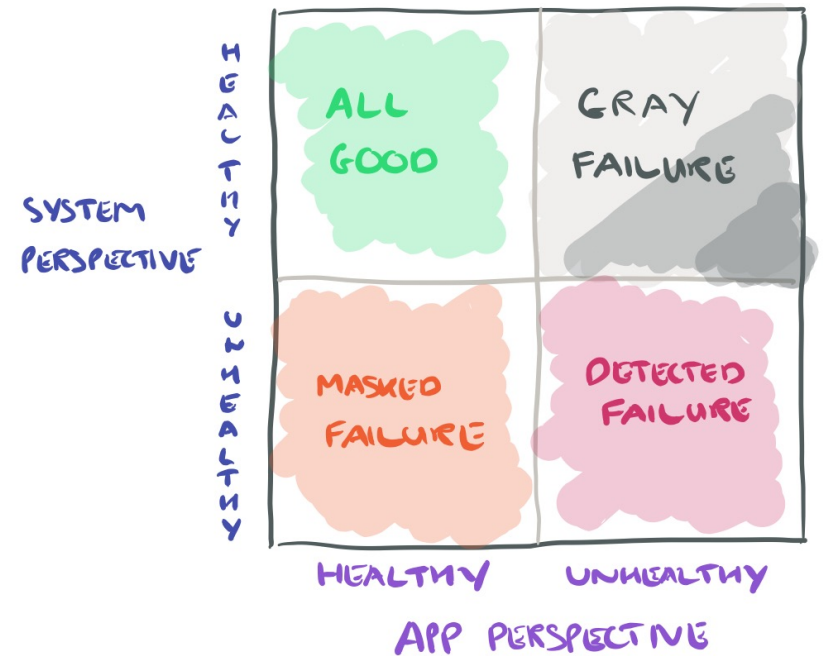 HEALTHY
ALL
GOOD
GRAY
FAILURE
SYSTEM
PERSPECTIVE
UNHEALTHY
MASKED
FAILURE
DETECTED
FAILURE
HEALTHY UNHEALTHY
APP PERSPECTIVE